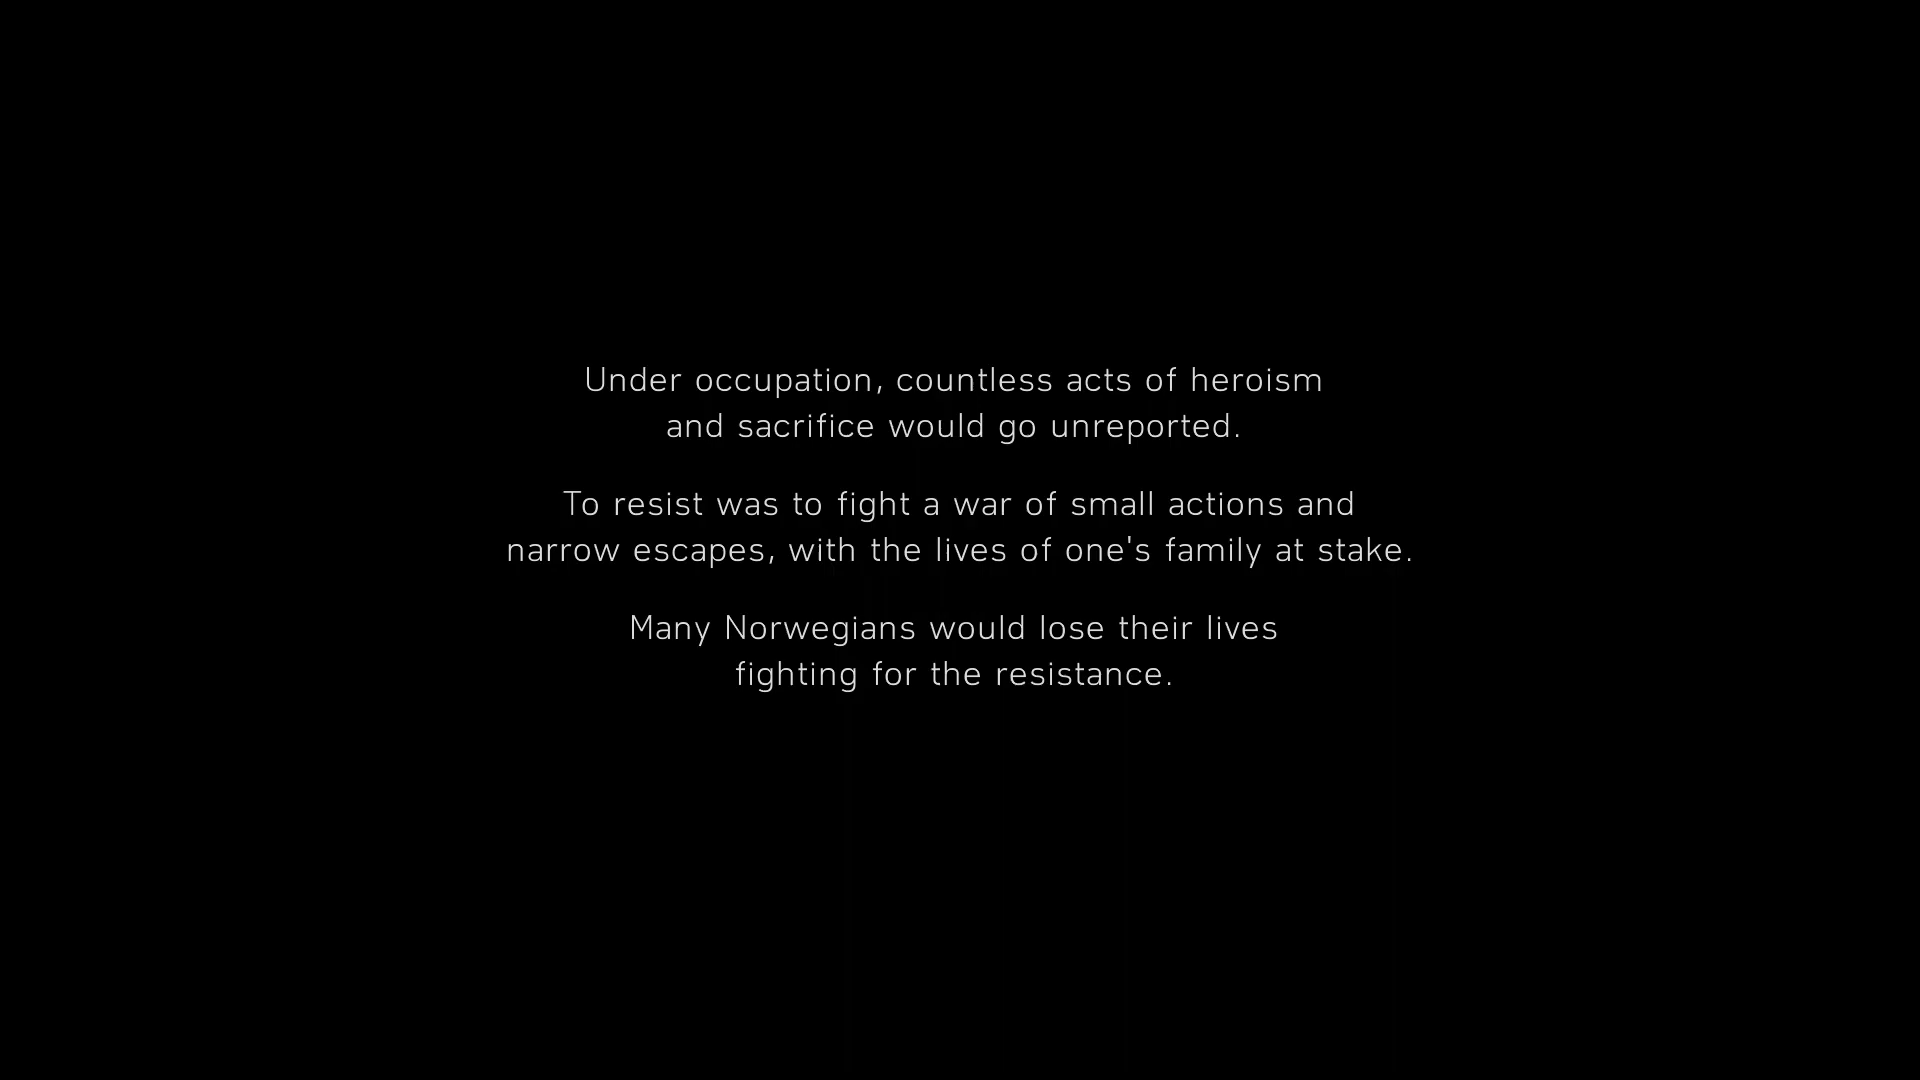 Under occupation, countless acts of heroism
and sacrifice would go unreported.
To resist was to fight a war of small actions and
narrow escapes, with the lives of one's family at stake.
Many Norwegians would lose their lives
fighting for the resistance.